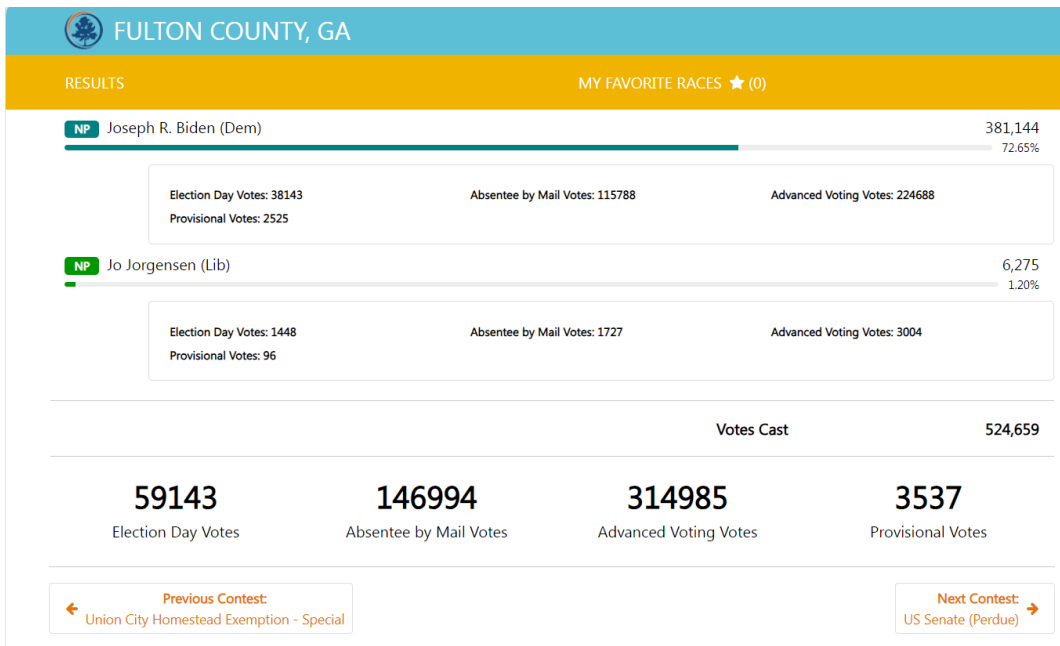 FULTON COUNTY, GA
RESULTS MY FAVORITE RACES (0)
NP Joseph R. Biden (Dem) 381,144
72.65%
Election Day Votes: 38143 Absentee by Mail Votes: 115788 Advanced Voting Votes: 224688
Provisional Votes: 2525
NP Jo Jorgensen (Lib) 6,275
1.20%
Election Day Votes: 1448 Absentee by Mail Votes: 1727 Advanced Voting Votes: 3004
Provisional Votes: 96
Votes Cast 524,659
59143 146994 314985 3537
Election Day Votes Absentee by Mail Votes Advanced Voting Votes Provisional Votes
Previous Contest: Next Contest:
Union City Homestead Exemption - Special US Senate (Perdue)